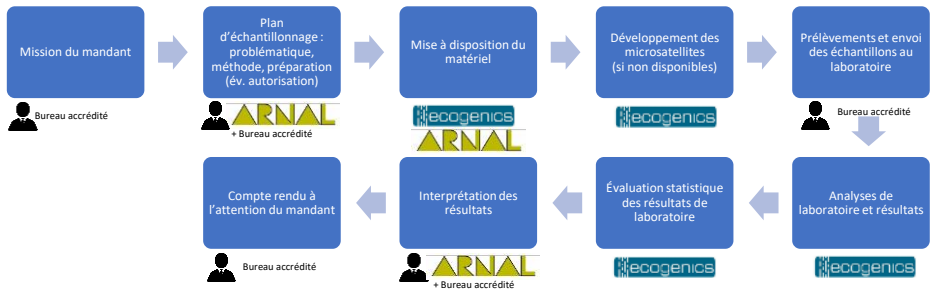 Mission du mandant
Bureau accrédité
Plan
d'échantillonnage :
problématique,
méthode, préparation
(év. autorisation)
ARNAL
+ Bureau accrédité
Mise à disposition du
matériel
ecogenics
ARNAL
Développement des
microsatellites
(si non disponibles)
ecogenics
Prélèvements et envoi
des échantillons au
laboratoire
Bureau accrédité
Analyses de
laboratoire et résultats
ecogenics
Évaluation statistique
des résultats de
laboratoire
ecogenics
Interprétation des
résultats
ARNAL
+ Bureau accrédité
Compte rendu à
l'attention du mandant
Bureau accrédité